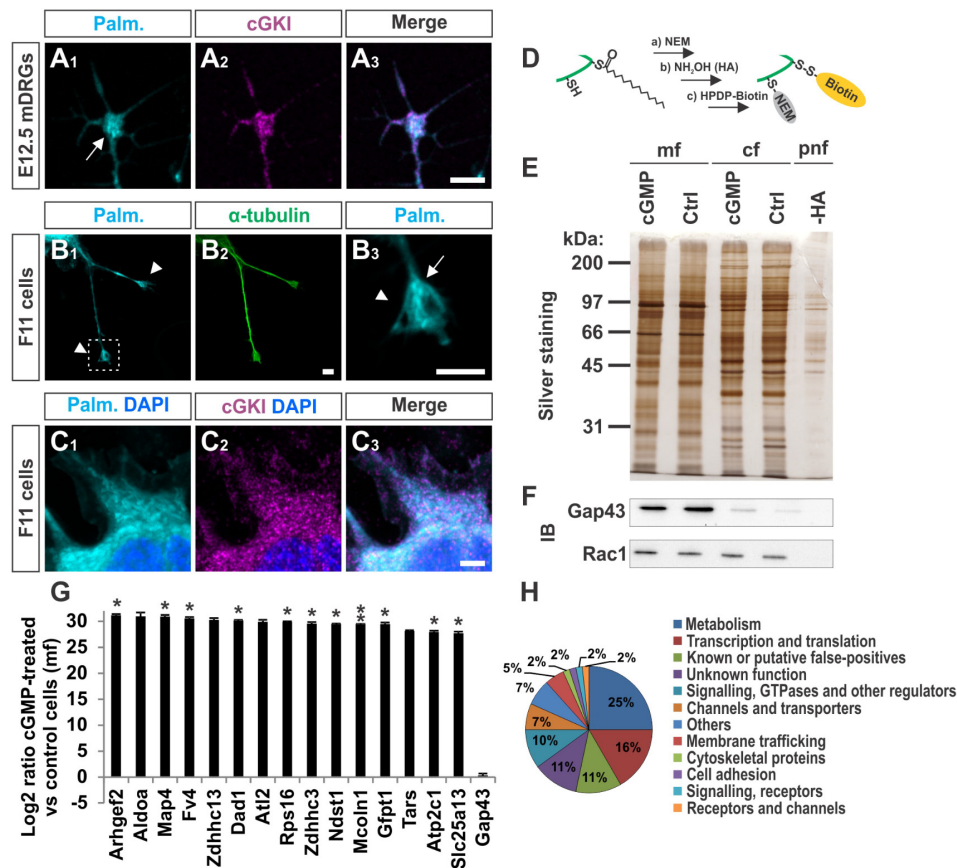 Palm. cGKI Merge
E12.5 mDRGs
A1 A2 A3
Palm. α-tubulin Palm.
F11 cells
B1 B2 B3
Palm. DAPI cGKI DAPI Merge
F11 cells
C1 C2 C3
D
S O
SH
a) NEM
b) NH2OH (HA)
c) HPDP-Biotin
S-S- Biotin
S NEM
E
mf cf pnf
cGMP Ctrl cGMP Ctrl -HA
kDa:
200
97
66
45
31
Silver staining
F
IB
Gap43
Rac1
G
Log2 ratio cGMP-treated
vs control cells (mf)
35
30
25
20
15
10
5
0
-5
* * * * * * * ** * * *
Arhgef2 Aldoa Map4 Fv4 Zdhhc13 Dad1 Atl2 Rps16 Zdhhc3 Ndst1 Mcoln1 Gfpt1 Tars Atp2c1 Slc25a13 Gap43
H
25%
16%
11%
11%
10%
7%
7%
5%
2%
2%
2%
2%
Metabolism
Transcription and translation
Known or putative false-positives
Unknown function
Signalling, GTPases and other regulators
Channels and transporters
Others
Membrane trafficking
Cytoskeletal proteins
Cell adhesion
Signalling, receptors
Receptors and channels